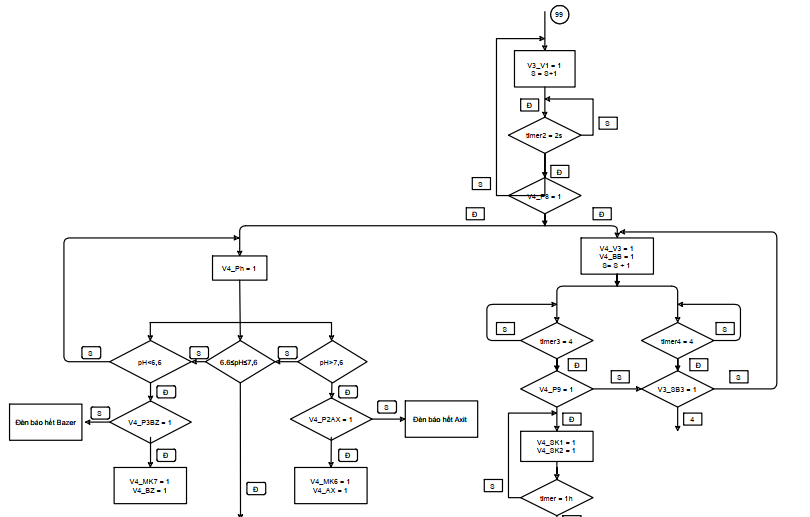 99
V3_V1 = 1
S = S+1
Đ
timer2 = 2s
S
Đ
S
V4_P8 = 1
Đ
Đ
V4_Ph = 1
V4_V3 = 1
V4_BB = 1
S= S + 1
S
timer3 = 4
timer4 = 4
S
S
pH<6,6
S
6.6≤pH≤7,6
S
pH>7,6
Đ
Đ
Đ
Đ
V4_P9 = 1
S
V3_SB3 = 1
S
Đèn báo hết Bazer
S
V4_P3BZ = 1
V4_P2AX = 1
S
Đèn báo hết Axit
Đ
4
Đ
Đ
V4_SK1 = 1
V4_SK2 = 1
V4_MK7 = 1
V4_BZ = 1
Đ
V4_MK6 = 1
V4_AX = 1
S
timer = 1h